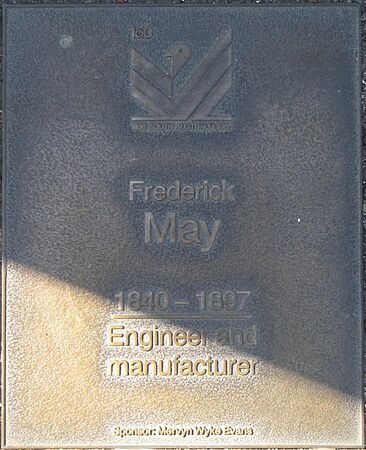 150
Frederick
May
1840 – 1897
Engineer and
manufacturer
Sponsor: Mervyn Wyke Evans